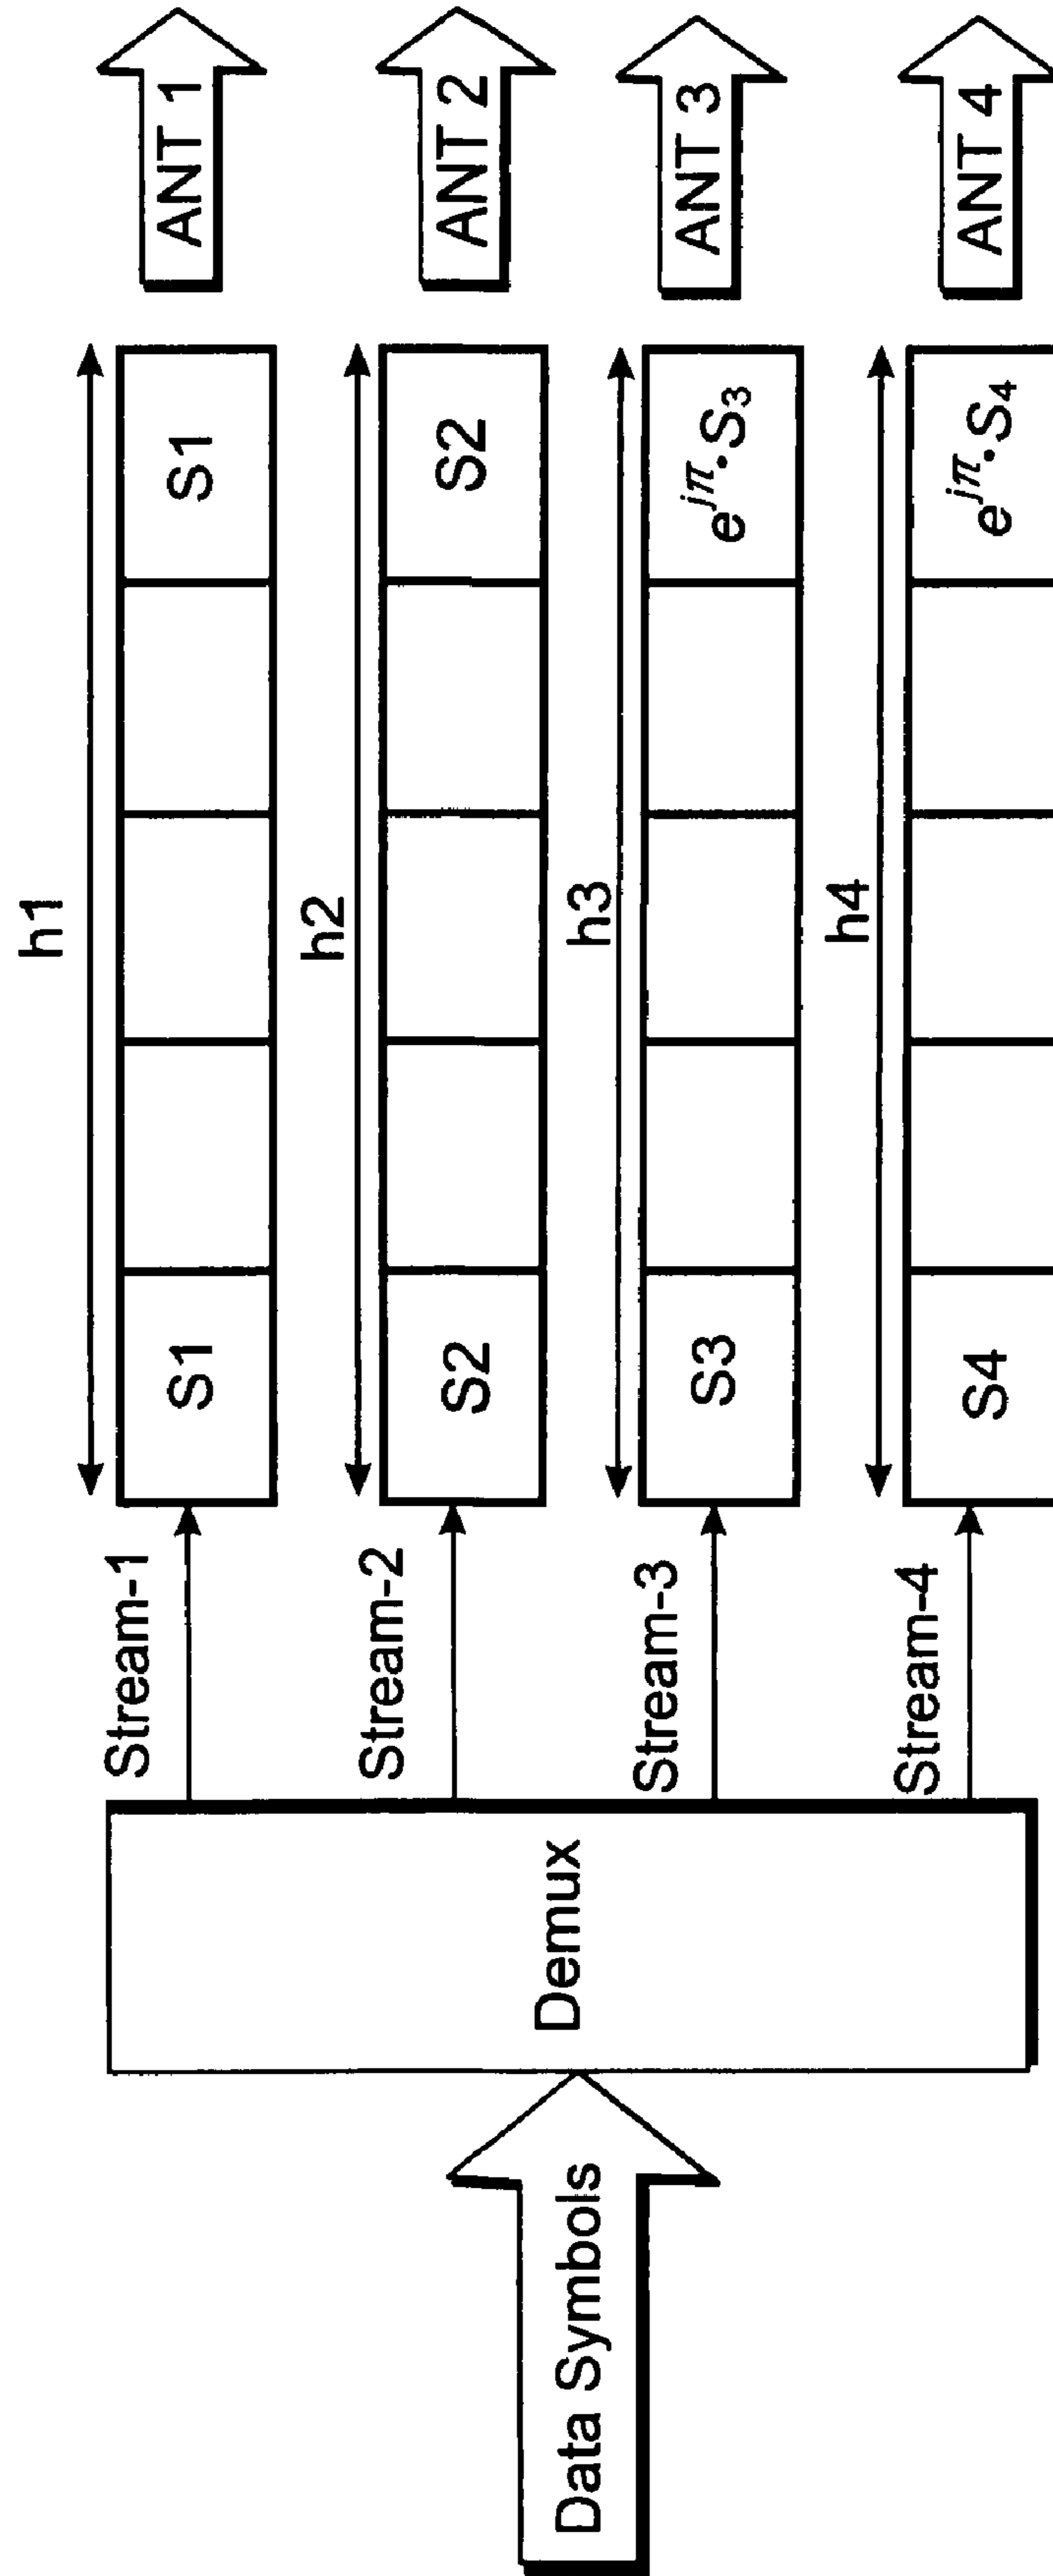 Data Symbols
Demux
Stream-1
h1
S1
S1
ANT 1
Stream-2
h2
S2
S2
ANT 2
Stream-3
h3
S3
e^{jπ}•S₃
ANT 3
Stream-4
h4
S4
e^{jπ}•S₄
ANT 4